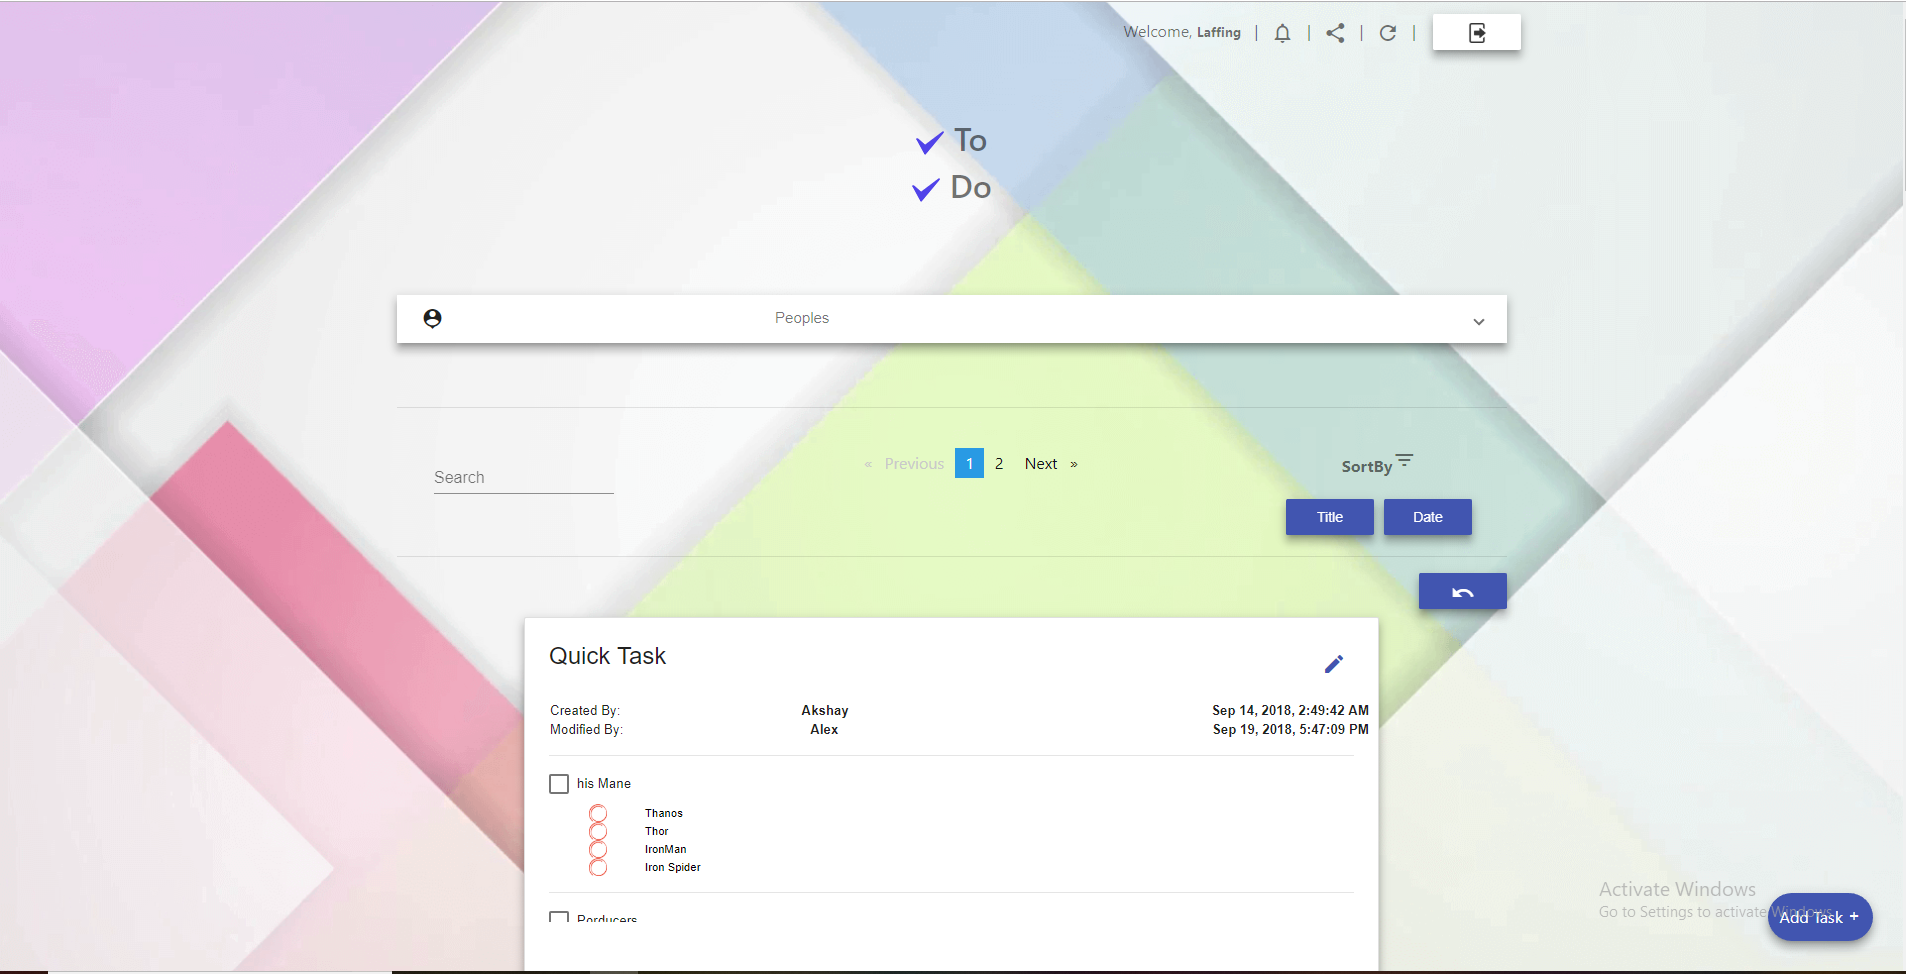 Welcome, Laffing | | | |
To
Do
Peoples
Search
« Previous 1 2 Next »
SortBy
Title Date
Quick Task
Created By: Akshay Sep 14, 2018, 2:49:42 AM
Modified By: Alex Sep 19, 2018, 5:47:09 PM
his Mane
Thanos
Thor
IronMan
Iron Spider
Porducers
Activate Windows
Go to Settings to activate Windows.
Add Task +